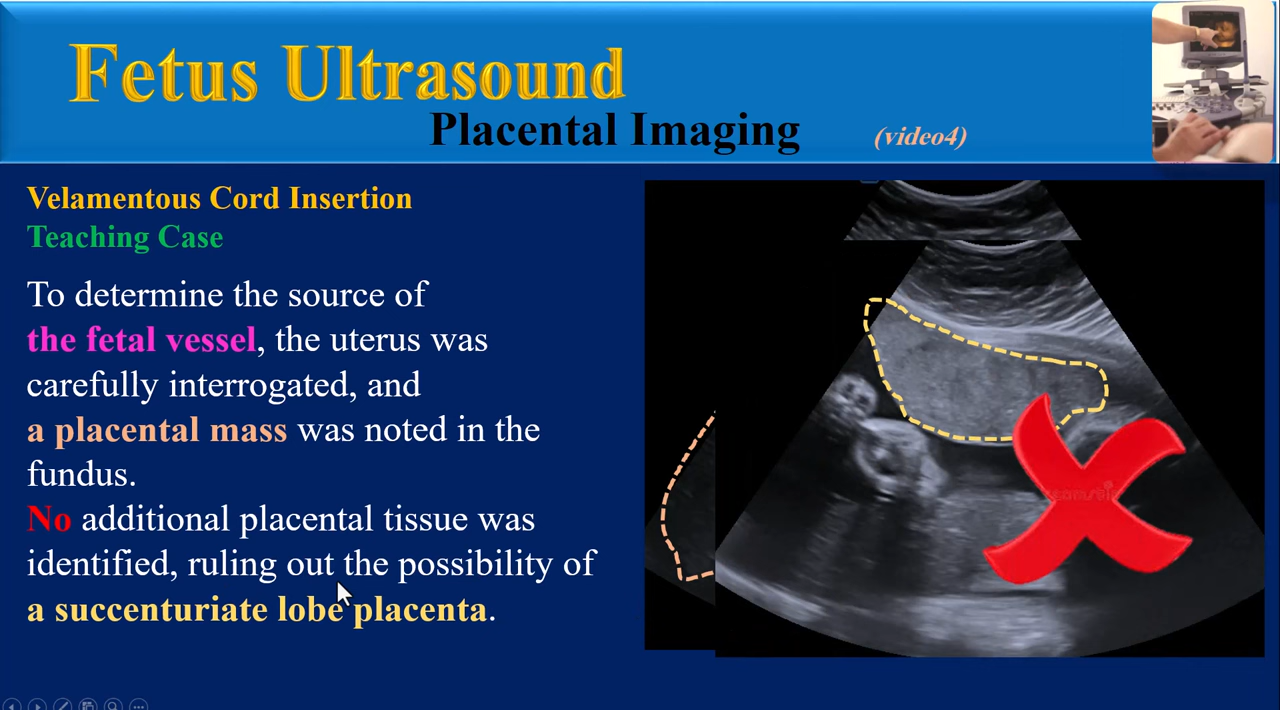 Fetus Ultrasound
Placental Imaging
(video4)
Velamentous Cord Insertion
Teaching Case
To determine the source of
the fetal vessel, the uterus was
carefully interrogated, and
a placental mass was noted in the
fundus.
No additional placental tissue was
identified, ruling out the possibility of
a succenturiate lobe placenta.